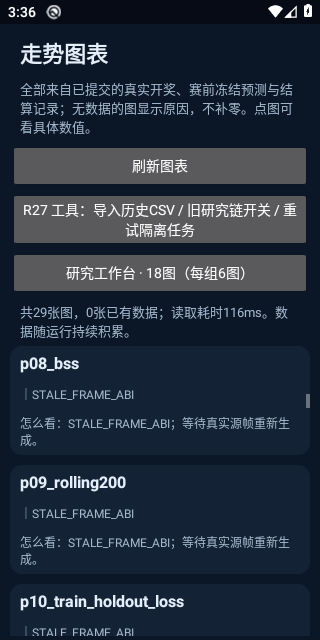 3:36
走势图表
全部来自已提交的真实开奖、赛前冻结预测与结
算记录；无数据的图显示原因，不补零。点图可
看具体数值。
刷新图表
R27 工具：导入历史CSV / 旧研究链开关 / 重
试隔离任务
研究工作台 · 18图（每组6图）
共29张图，0张已有数据；读取耗时116ms。数
据随运行持续积累。
p08_bss
｜STALE_FRAME_ABI
怎么看：STALE_FRAME_ABI；等待真实源帧重新生
成。
p09_rolling200
｜STALE_FRAME_ABI
怎么看：STALE_FRAME_ABI；等待真实源帧重新生
成。
p10_train_holdout_loss
｜STALE_FRAME_ABI